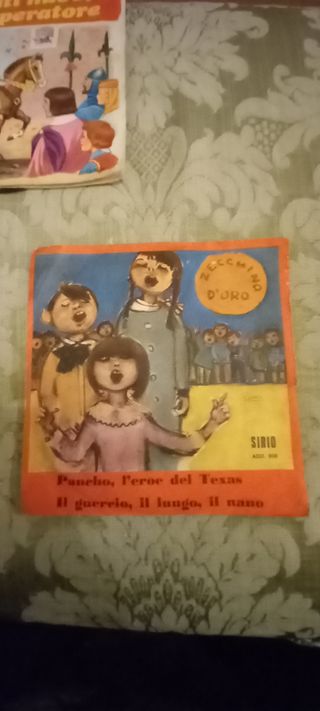 peratore
ZECCHINO
D'ORO
SIRIO
Pancho, l'eroe del Texas
Il guercio, il lungo, il nano